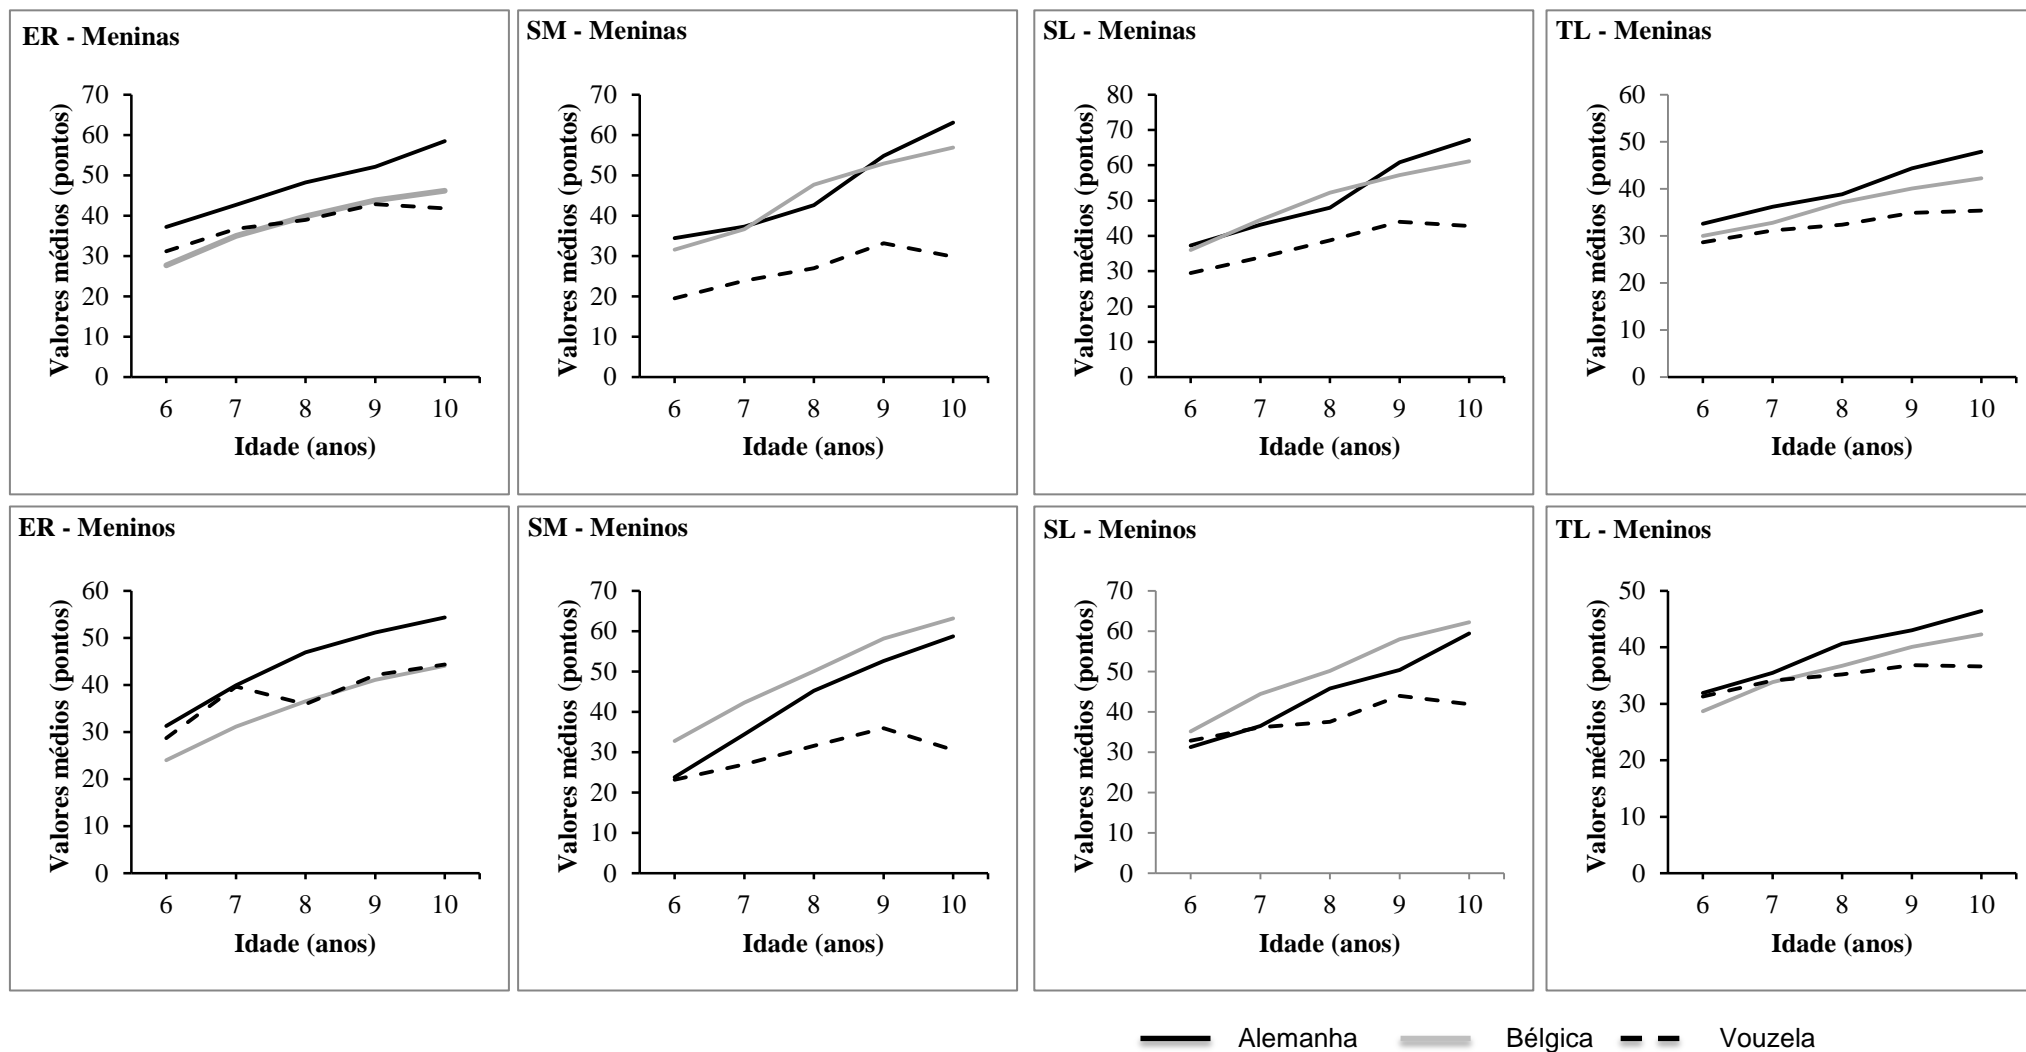 ER - Meninas
Valores médios (pontos)
70
60
50
40
30
20
10
0
6 7 8 9 10
Idade (anos)
SM - Meninas
Valores médios (pontos)
70
60
50
40
30
20
10
0
6 7 8 9 10
Idade (anos)
SL - Meninas
Valores médios (pontos)
80
70
60
50
40
30
20
10
0
6 7 8 9 10
Idade (anos)
TL - Meninas
Valores médios (pontos)
60
50
40
30
20
10
0
6 7 8 9 10
Idade (anos)
ER - Meninos
Valores médios (pontos)
60
50
40
30
20
10
0
6 7 8 9 10
Idade (anos)
SM - Meninos
Valores médios (pontos)
70
60
50
40
30
20
10
0
6 7 8 9 10
Idade (anos)
SL - Meninos
Valores médios (pontos)
70
60
50
40
30
20
10
0
6 7 8 9 10
Idade (anos)
TL - Meninos
Valores médios (pontos)
50
40
30
20
10
0
6 7 8 9 10
Idade (anos)
Alemanha Bélgica Vouzela